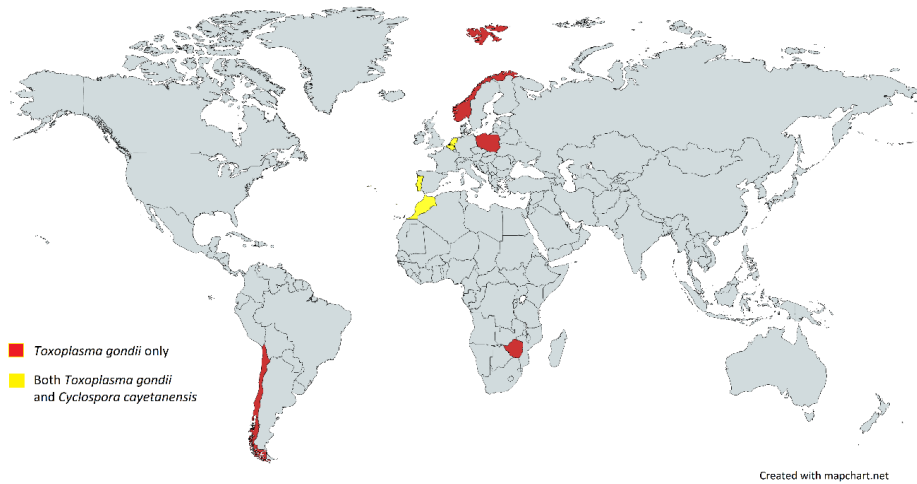 Toxoplasma gondii only
Both Toxoplasma gondii
and Cyclospora cayetanensis
Created with mapchart.net